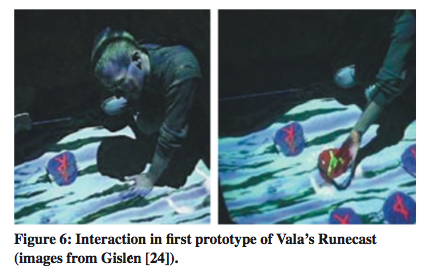 Figure 6: Interaction in first prototype of Vala's Runecast
(images from Gislén [24]).